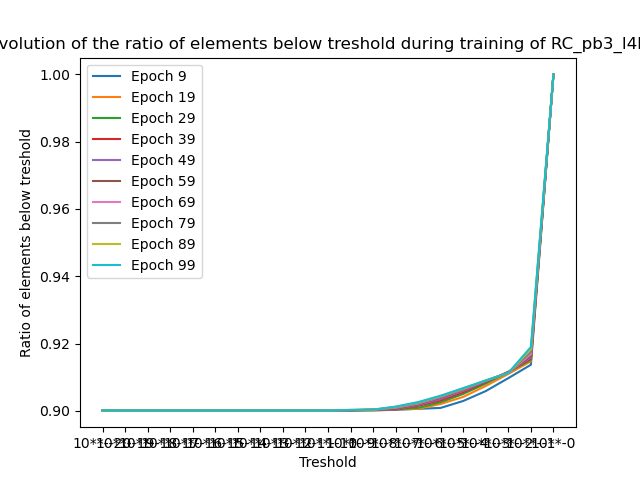 volution of the ratio of elements below treshold during training of RC_pb3_l4
1.00
0.98
0.96
0.94
0.92
0.90
Ratio of elements below treshold
Epoch 9
Epoch 19
Epoch 29
Epoch 39
Epoch 49
Epoch 59
Epoch 69
Epoch 79
Epoch 89
Epoch 99
Treshold